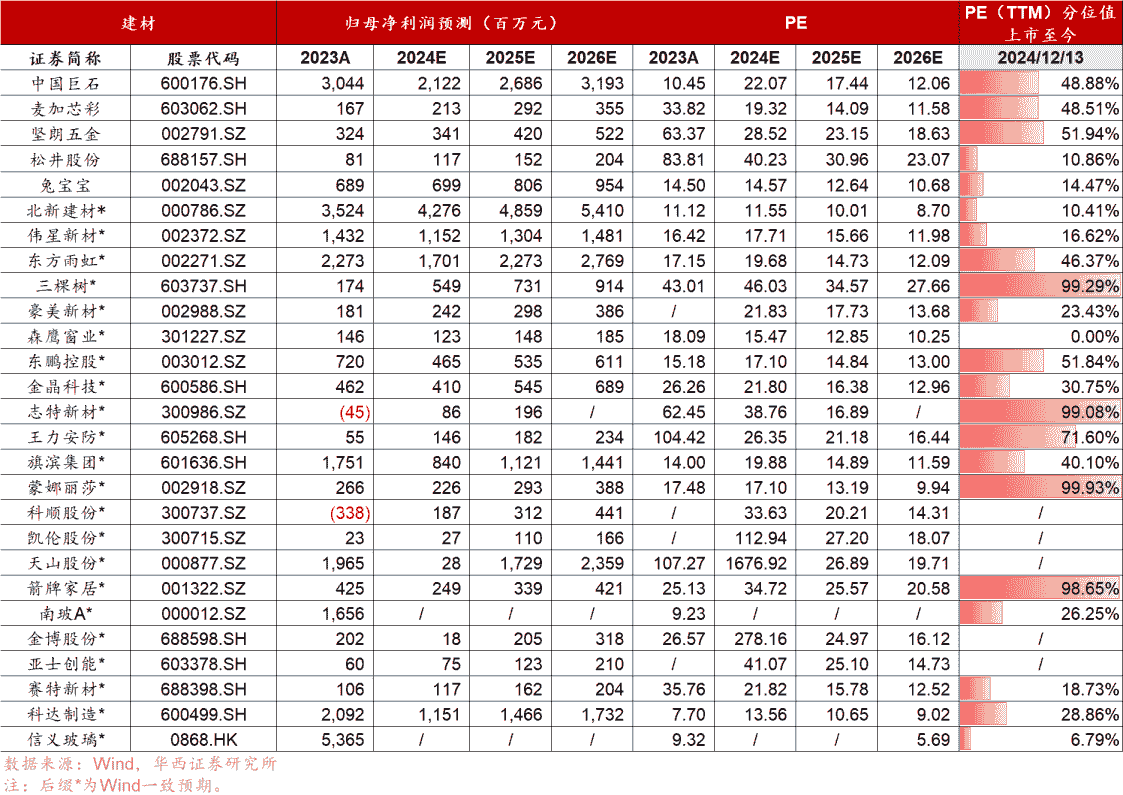 建材 归母净利润预测（百万元） PE PE（TTM）分位值
上市至今
证券简称 股票代码 2023A 2024E 2025E 2026E 2023A 2024E 2025E 2026E 2024/12/13
中国巨石 600176.SH 3,044 2,122 2,686 3,193 10.45 22.07 17.44 12.06 48.88%
麦加芯彩 603062.SH 167 213 292 355 33.82 19.32 14.09 11.58 48.51%
坚朗五金 002791.SZ 324 341 420 522 63.37 28.52 23.15 18.63 51.94%
松井股份 688157.SH 81 117 152 204 83.81 40.23 30.96 23.07 10.86%
兔宝宝 002043.SZ 689 699 806 954 14.50 14.57 12.64 10.68 14.47%
北新建材* 000786.SZ 3,524 4,276 4,859 5,410 11.12 11.55 10.01 8.70 10.41%
伟星新材* 002372.SZ 1,432 1,152 1,304 1,481 16.42 17.71 15.66 11.98 16.62%
东方雨虹* 002271.SZ 2,273 1,701 2,273 2,769 17.15 19.68 14.73 12.09 46.37%
三棵树* 603737.SH 174 549 731 914 43.01 46.03 34.57 27.66 99.29%
豪美新材* 002988.SZ 181 242 298 386 / 21.83 17.73 13.68 23.43%
森鹰窗业* 301227.SZ 146 123 148 185 18.09 15.47 12.85 10.25 0.00%
东鹏控股* 003012.SZ 720 465 535 611 15.18 17.10 14.84 13.00 51.84%
金晶科技* 600586.SH 462 410 545 689 26.26 21.80 16.38 12.96 30.75%
志特新材* 300986.SZ (45) 86 196 / 62.45 38.76 16.89 / 99.08%
王力安防* 605268.SH 55 146 182 234 104.42 26.35 21.18 16.44 71.60%
旗滨集团* 601636.SH 1,751 840 1,121 1,441 14.00 19.88 14.89 11.59 40.10%
蒙娜丽莎* 002918.SZ 266 226 293 388 17.48 17.10 13.19 9.94 99.93%
科顺股份* 300737.SZ (338) 187 312 441 / 33.63 20.21 14.31 /
凯伦股份* 300715.SZ 23 27 110 166 / 112.94 27.20 18.07 /
天山股份* 000877.SZ 1,965 28 1,729 2,359 107.27 1676.92 26.89 19.71 /
箭牌家居* 001322.SZ 425 249 339 421 25.13 34.72 25.57 20.58 98.65%
南玻A* 000012.SZ 1,656 / / / 9.23 / / / 26.25%
金博股份* 688598.SH 202 18 205 318 26.57 278.16 24.97 16.12 /
亚士创能* 603378.SH 60 75 123 210 / 41.07 25.10 14.73 /
赛特新材* 688398.SH 106 117 162 204 35.76 21.82 15.78 12.52 18.73%
科达制造* 600499.SH 2,092 1,151 1,466 1,732 7.70 13.56 10.65 9.02 28.86%
信义玻璃* 0868.HK 5,365 / / / 9.32 / / 5.69 6.79%
数据来源：Wind，华西证券研究所
注：后缀*为Wind一致预期。